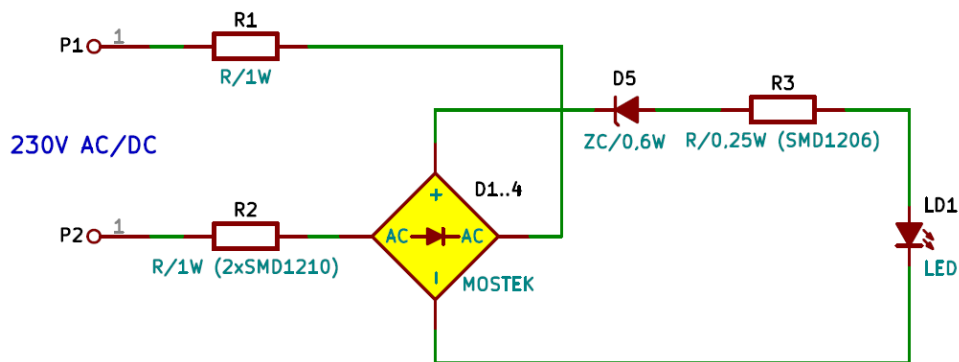 R1
P1
1
R/1W
D5
R3
ZC/0,6W
R/0,25W (SMD1206)
230V AC/DC
D1..4
+
R2
LD1
P2
1
AC
AC
LED
R/1W (2xSMD1210)
-
MOSTEK